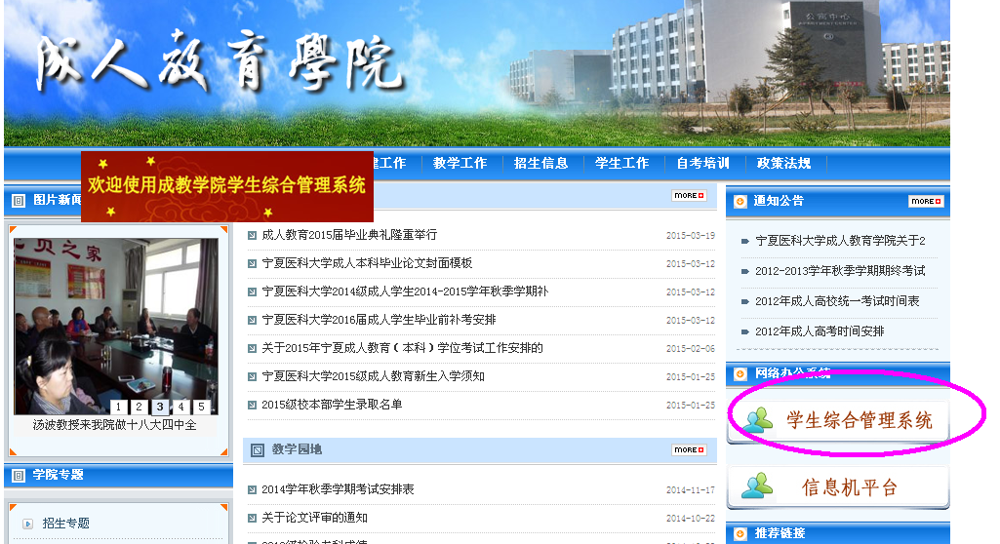 成人教育學院
公寓中心
建工作 教学工作 招生信息 学生工作 自考培训 政策法规
欢迎使用成教学院学生综合管理系统
图片新闻
员之家
1 2 3 4 5
汤波教授来我院做十八大四中全
学院专题
招生专题
MORE
成人教育2015届毕业典礼隆重举行 2015-03-19
宁夏医科大学成人本科毕业论文封面模板 2015-03-12
宁夏医科大学2014级成人学生2014-2015学年秋季学期补 2015-03-12
宁夏医科大学2016届成人学生毕业前补考安排 2015-03-12
关于2015年宁夏成人教育（本科）学位考试工作安排的 2015-02-06
宁夏医科大学2015级成人教育新生入学须知 2015-01-25
2015级校本部学生录取名单 2015-01-25
教学园地 MORE
2014学年秋季学期考试安排表 2014-11-17
关于论文评审的通知 2014-10-22
通知公告 MORE
宁夏医科大学成人教育学院关于2
2012-2013学年秋季学期期终考试
2012年成人高校统一考试时间表
2012年成人高考时间安排
网络办公系统
学生综合管理系统
信息机平台
推荐链接